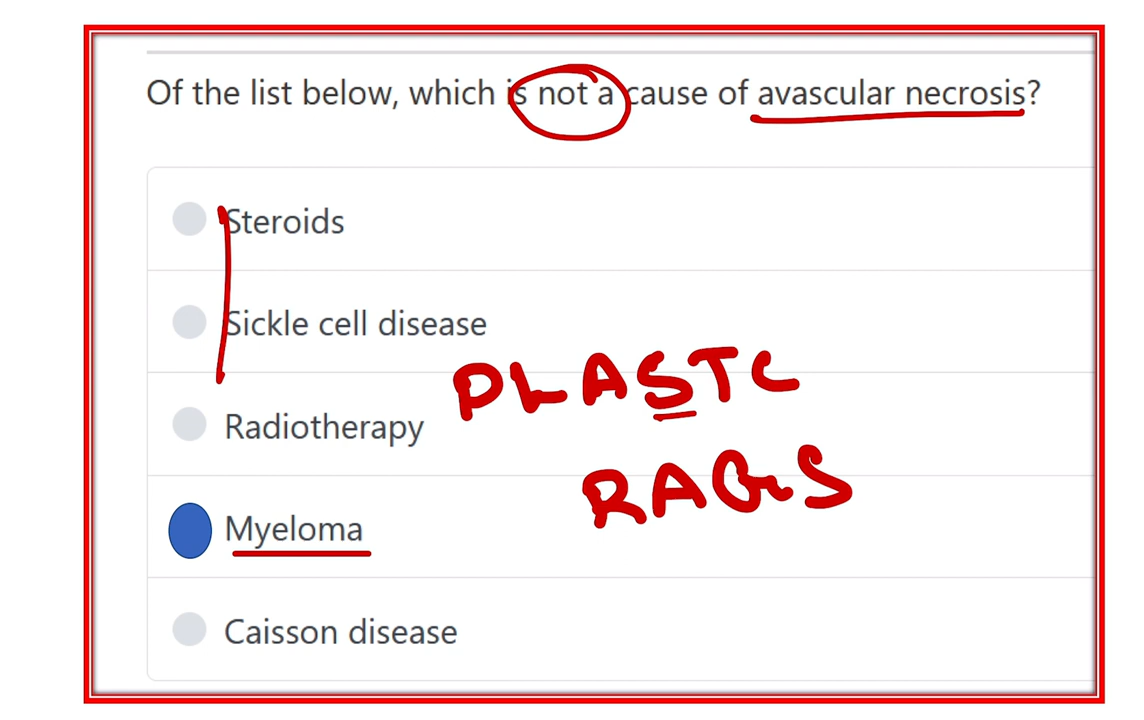 Of the list below, which is not a cause of avascular necrosis?
Steroids
Sickle cell disease
PLASTC
Radiotherapy
RAGS
Myeloma
Caisson disease